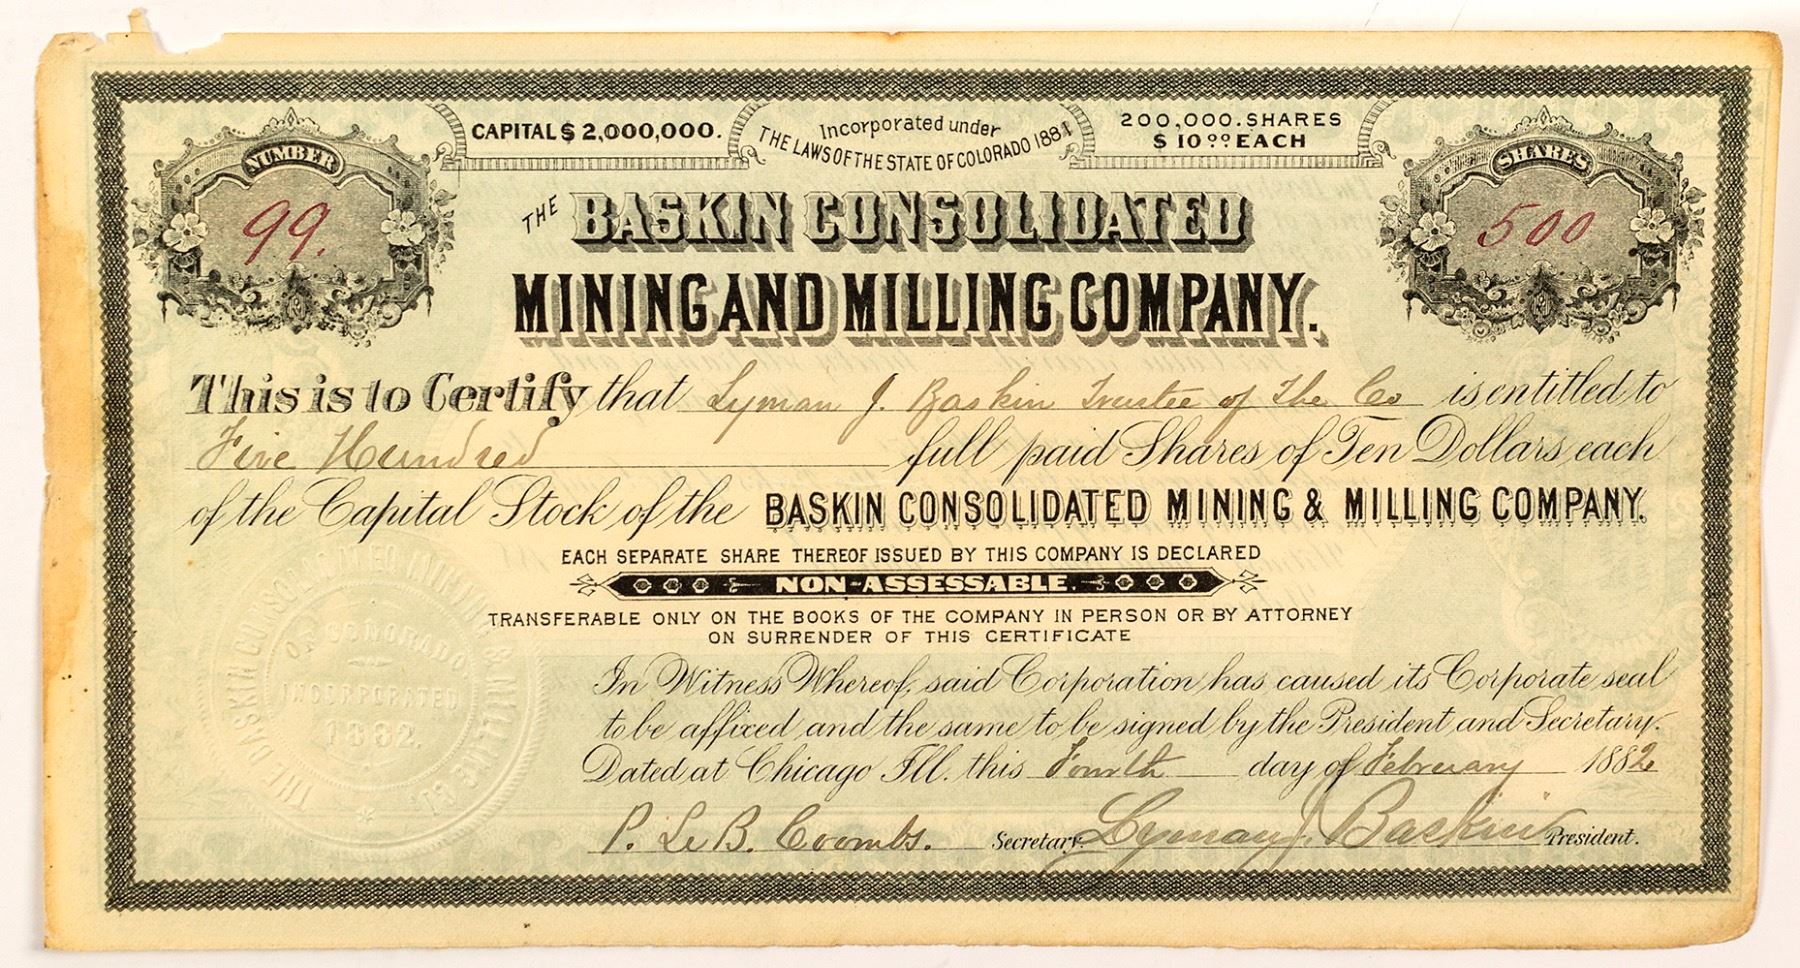 NUMBER
99.
CAPITAL $ 2,000,000.
Incorporated under
THE LAWS OF THE STATE OF COLORADO 1881
200,000. SHARES
$ 10 00 EACH
SHARES
500
THE BASKIN CONSOLIDATED
MINING AND MILLING COMPANY.
This is to Certify that Lyman J. Baskin Trustee of The Co is entitled to
Five Hundred full paid Shares of Ten Dollars each
of the Capital Stock of the BASKIN CONSOLIDATED MINING & MILLING COMPANY.
EACH SEPARATE SHARE THEREOF ISSUED BY THIS COMPANY IS DECLARED
NON-ASSESSABLE.
TRANSFERABLE ONLY ON THE BOOKS OF THE COMPANY IN PERSON OR BY ATTORNEY
ON SURRENDER OF THIS CERTIFICATE
In Witness Whereof, said Corporation has caused its Corporate seal
to be affixed and the same to be signed by the President and Secretary.
Dated at Chicago Ill. this Fourth day of February 1882
P. Le B. Coombs. Secretary. Lyman J. Baskin President.
THE BASKIN CONSOLIDATED MINING & MILLING CO.
OF COLORADO
INCORPORATED
1882.